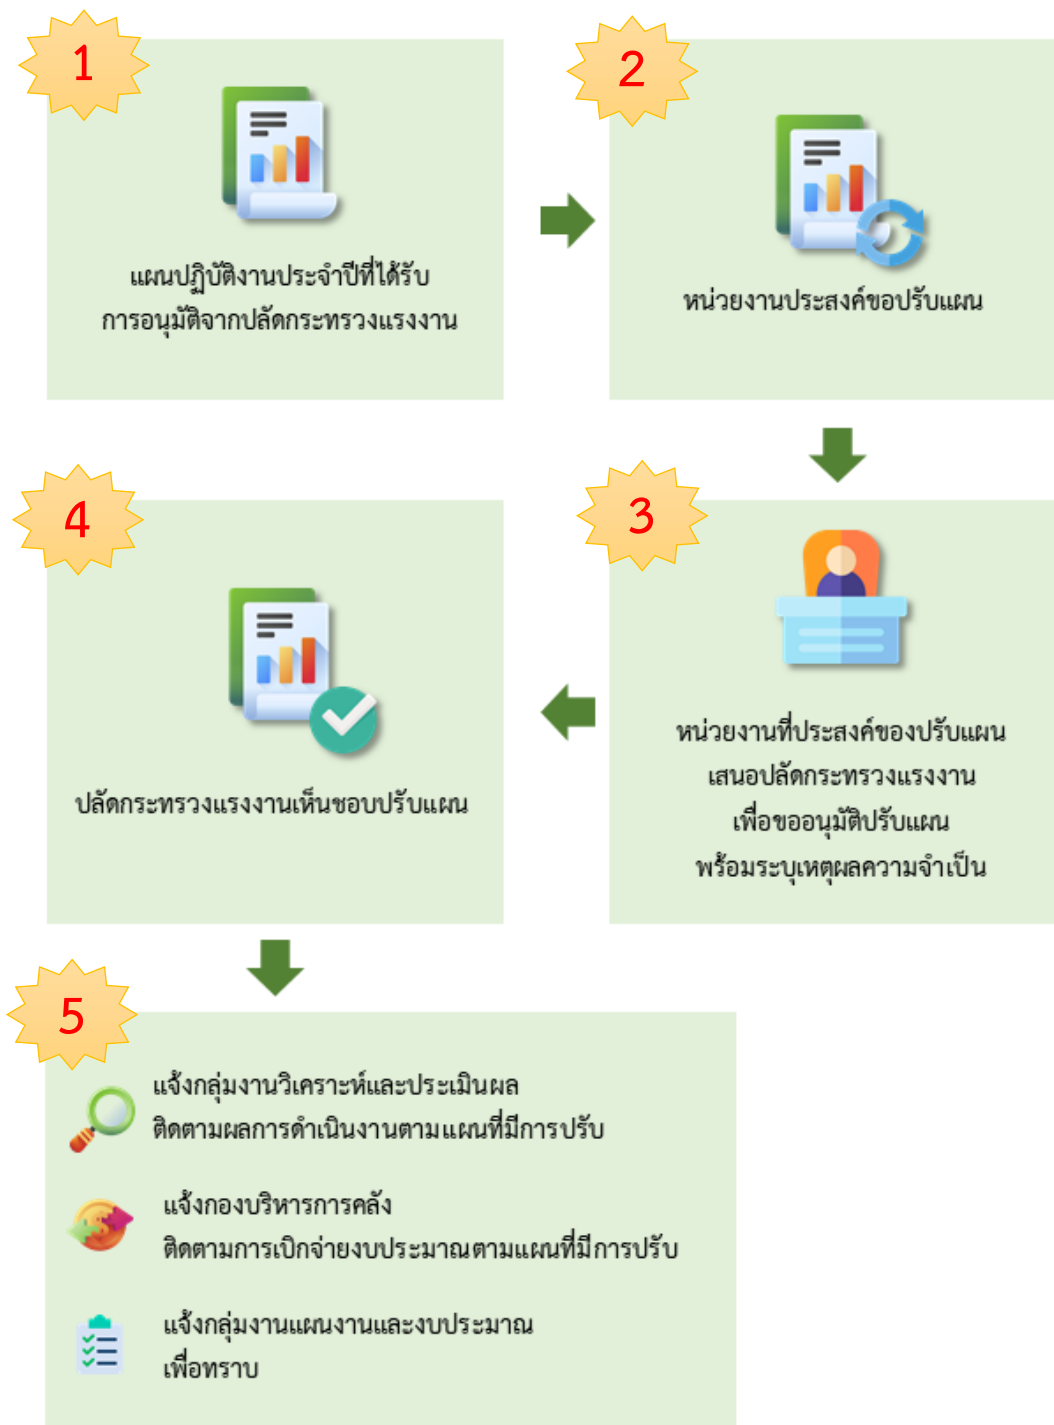 1
แผนปฏิบัติงานประจำปีที่ได้รับ
การอนุมัติจากปลัดกระทรวงแรงงาน
2
หน่วยงานประสงค์ขอปรับแผน
3
หน่วยงานที่ประสงค์ของปรับแผน
เสนอปลัดกระทรวงแรงงาน
เพื่อขออนุมัติปรับแผน
พร้อมระบุเหตุผลความจำเป็น
4
ปลัดกระทรวงแรงงานเห็นชอบปรับแผน
5
แจ้งกลุ่มงานวิเคราะห์และประเมินผล
ติดตามผลการดำเนินงานตามแผนที่มีการปรับ
แจ้งกองบริหารการคลัง
ติดตามการเบิกจ่ายงบประมาณตามแผนที่มีการปรับ
แจ้งกลุ่มงานแผนงานและงบประมาณ
เพื่อทราบ